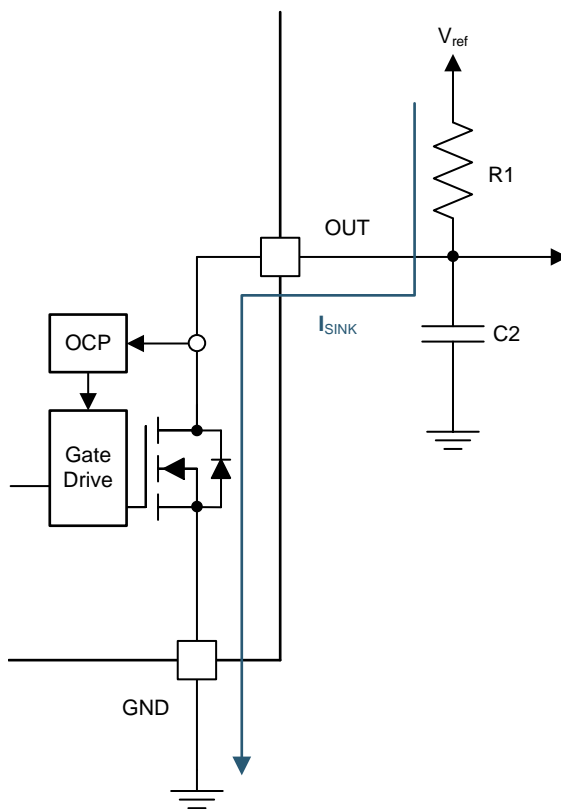 Vref
R1
OUT
ISINK
C2
OCP
Gate
Drive
GND